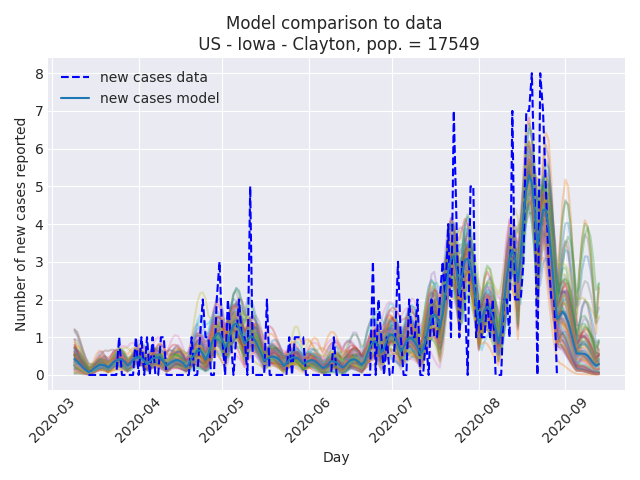 Model comparison to data
US - Iowa - Clayton, pop. = 17549
new cases data
new cases model
Number of new cases reported
8
7
6
5
4
3
2
1
0
2020-03
2020-04
2020-05
2020-06
2020-07
2020-08
2020-09
Day